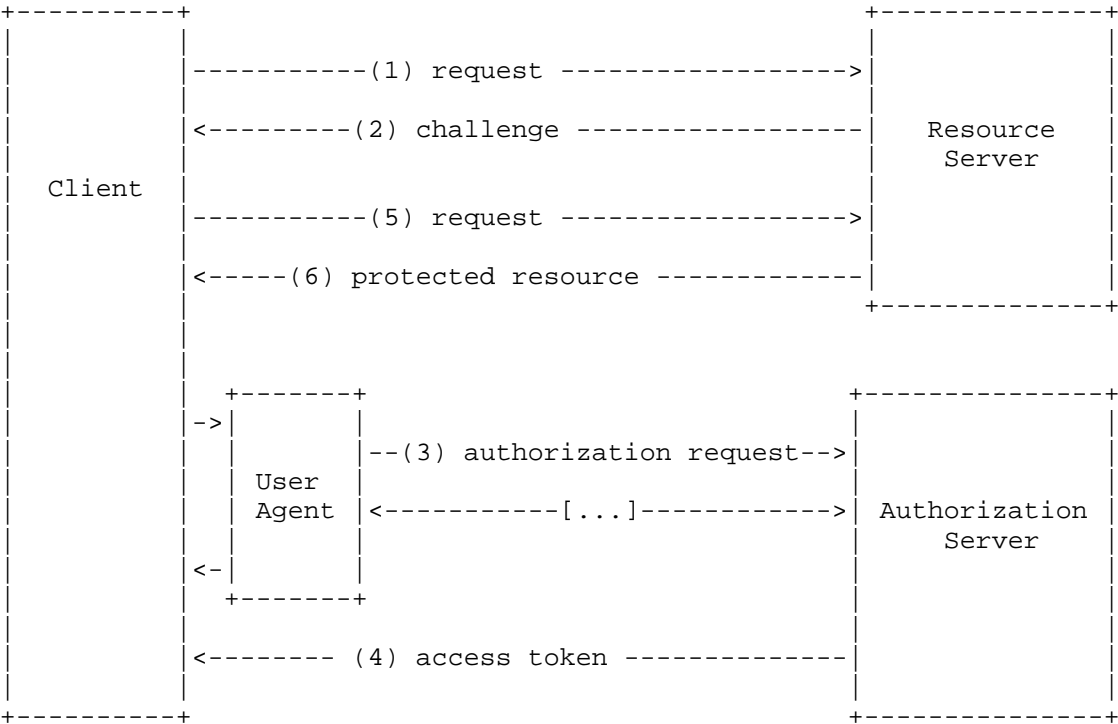 (1) request
(2) challenge
Resource
Server
Client
(5) request
(6) protected resource
(3) authorization request
User
Agent
[...]
Authorization
Server
(4) access token